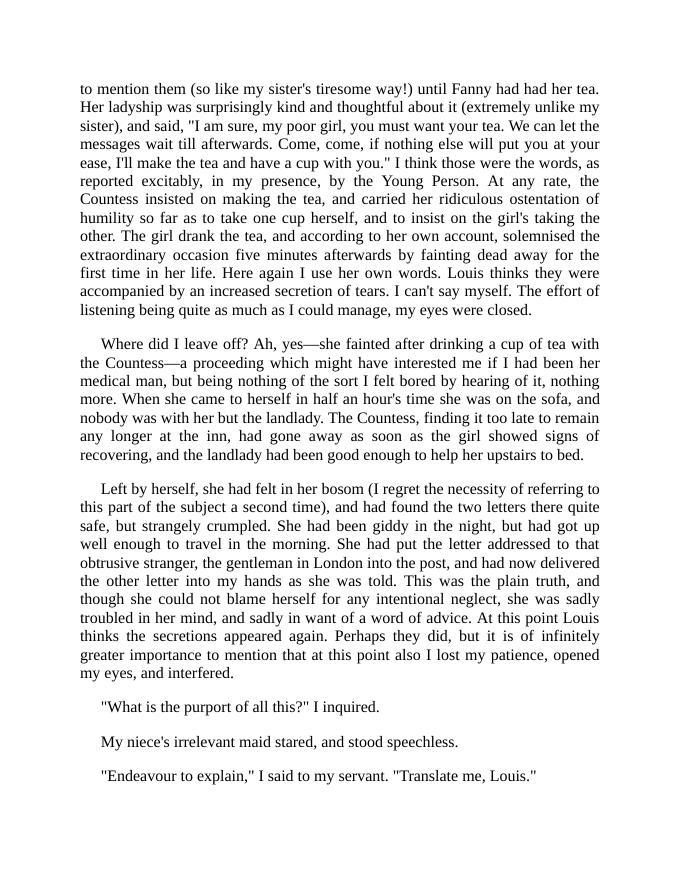 to mention them (so like my sister's tiresome way!) until Fanny had had her tea.
Her ladyship was surprisingly kind and thoughtful about it (extremely unlike my
sister), and said, "I am sure, my poor girl, you must want your tea. We can let the
messages wait till afterwards. Come, come, if nothing else will put you at your
ease, I'll make the tea and have a cup with you." I think those were the words, as
reported excitably, in my presence, by the Young Person. At any rate, the
Countess insisted on making the tea, and carried her ridiculous ostentation of
humility so far as to take one cup herself, and to insist on the girl's taking the
other. The girl drank the tea, and according to her own account, solemnised the
extraordinary occasion five minutes afterwards by fainting dead away for the
first time in her life. Here again I use her own words. Louis thinks they were
accompanied by an increased secretion of tears. I can't say myself. The effort of
listening being quite as much as I could manage, my eyes were closed.
Where did I leave off? Ah, yes—she fainted after drinking a cup of tea with
the Countess—a proceeding which might have interested me if I had been her
medical man, but being nothing of the sort I felt bored by hearing of it, nothing
more. When she came to herself in half an hour's time she was on the sofa, and
nobody was with her but the landlady. The Countess, finding it too late to remain
any longer at the inn, had gone away as soon as the girl showed signs of
recovering, and the landlady had been good enough to help her upstairs to bed.
Left by herself, she had felt in her bosom (I regret the necessity of referring to
this part of the subject a second time), and had found the two letters there quite
safe, but strangely crumpled. She had been giddy in the night, but had got up
well enough to travel in the morning. She had put the letter addressed to that
obtrusive stranger, the gentleman in London into the post, and had now delivered
the other letter into my hands as she was told. This was the plain truth, and
though she could not blame herself for any intentional neglect, she was sadly
troubled in her mind, and sadly in want of a word of advice. At this point Louis
thinks the secretions appeared again. Perhaps they did, but it is of infinitely
greater importance to mention that at this point also I lost my patience, opened
my eyes, and interfered.
"What is the purport of all this?" I inquired.
My niece's irrelevant maid stared, and stood speechless.
"Endeavour to explain," I said to my servant. "Translate me, Louis."